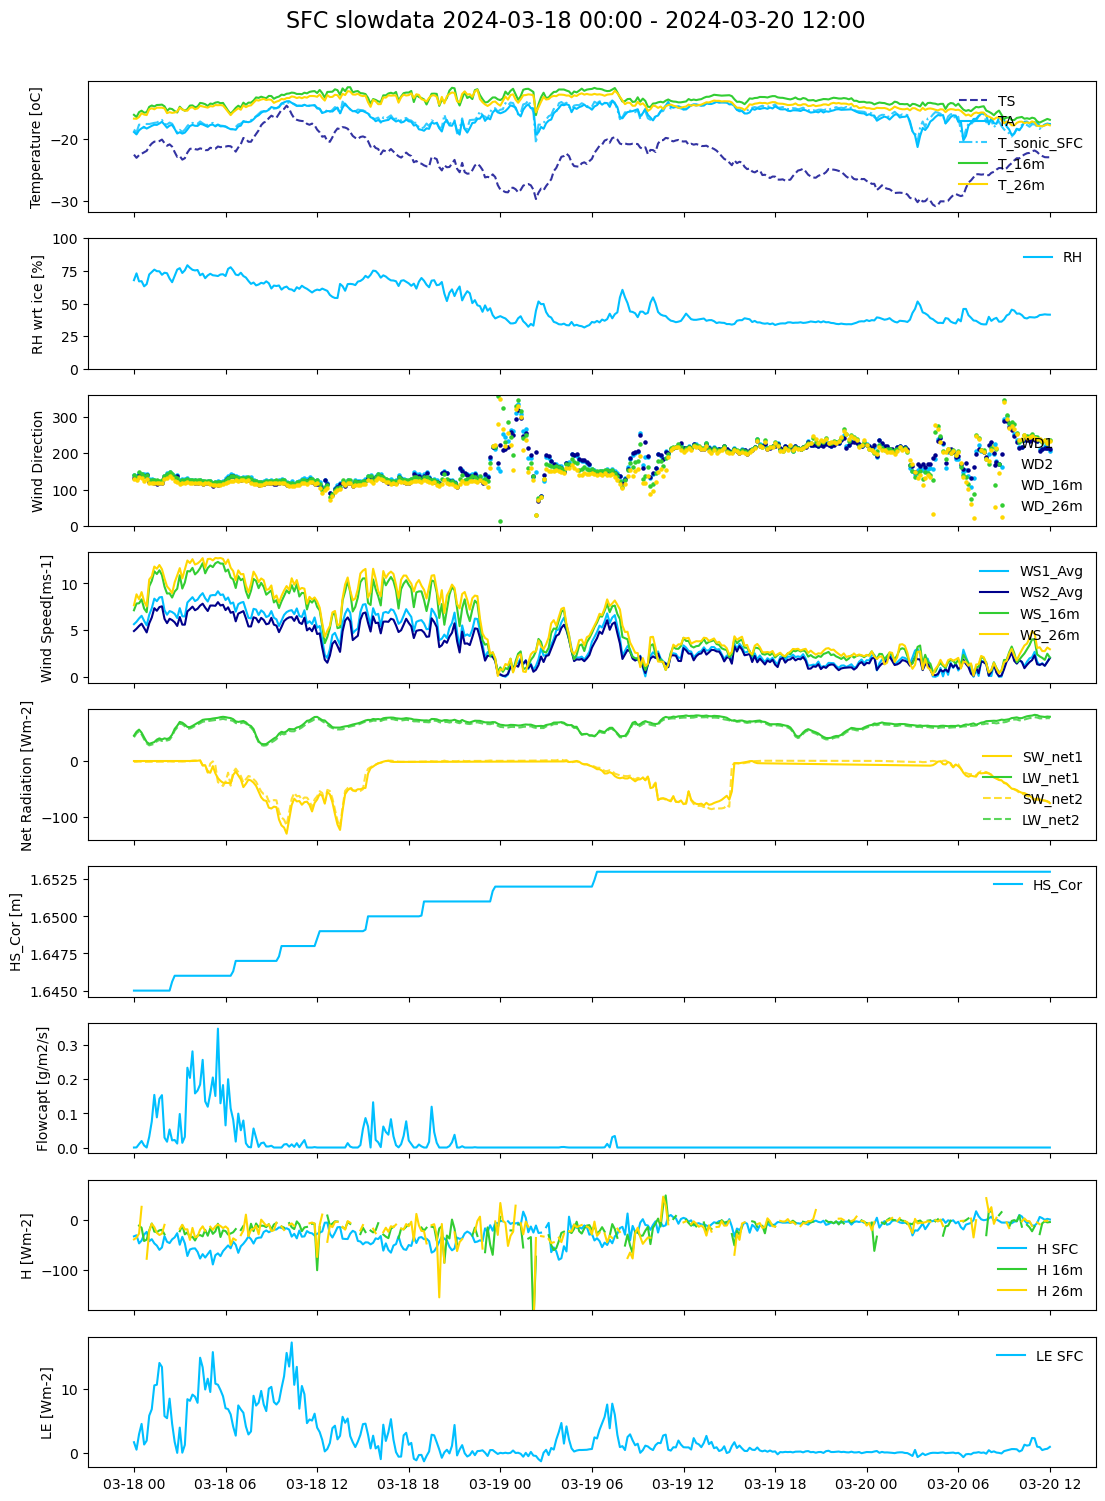 SFC slowdata 2024-03-18 00:00 - 2024-03-20 12:00
Temperature [oC]
−20
−30
TS
TA
T_sonic_SFC
T_16m
T_26m
RH wrt ice [%]
100
75
50
25
0
RH
Wind Direction
300
200
100
0
WD1
WD2
WD_16m
WD_26m
Wind Speed[ms-1]
10
5
0
WS1_Avg
WS2_Avg
WS_16m
WS_26m
Net Radiation [Wm-2]
0
−100
SW_net1
LW_net1
SW_net2
LW_net2
HS_Cor [m]
1.6525
1.6500
1.6475
1.6450
HS_Cor
Flowcapt [g/m2/s]
0.3
0.2
0.1
0.0
H [Wm-2]
0
−100
H SFC
H 16m
H 26m
LE [Wm-2]
10
0
LE SFC
03-18 00 03-18 06 03-18 12 03-18 18 03-19 00 03-19 06 03-19 12 03-19 18 03-20 00 03-20 06 03-20 12